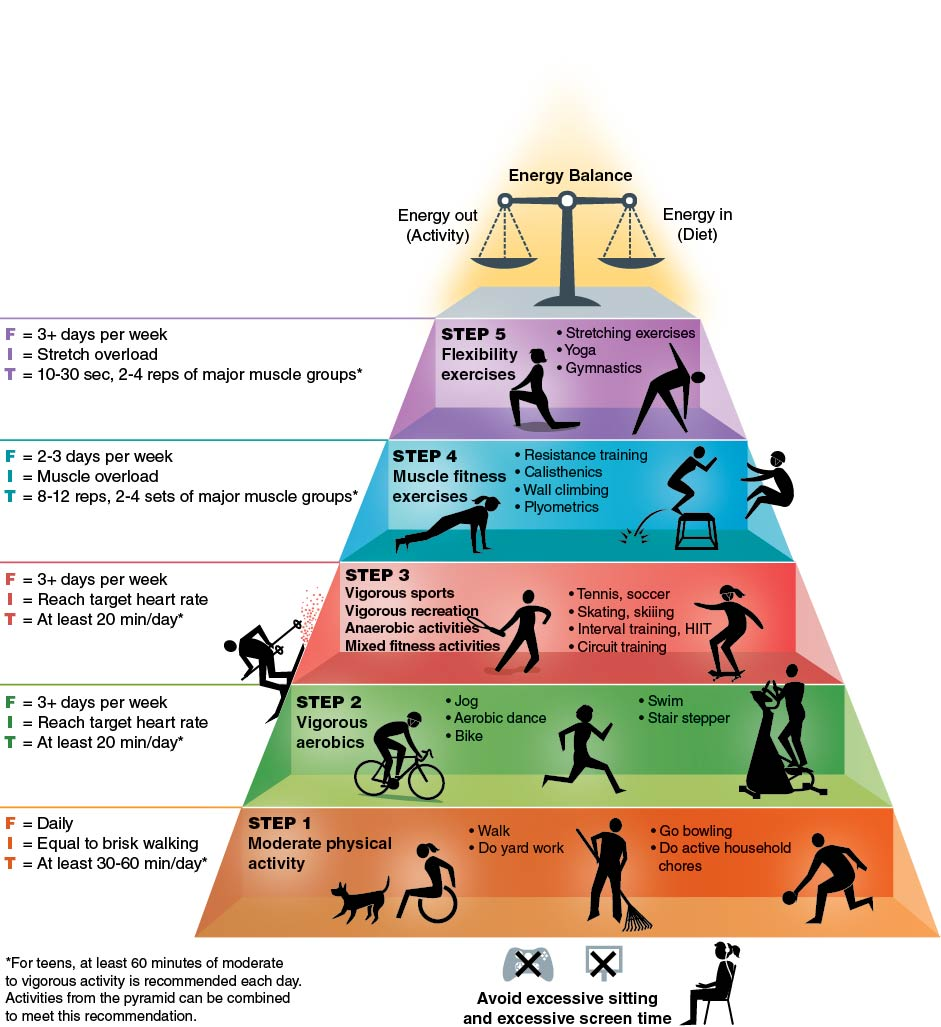 Energy Balance
Energy out
(Activity)
Energy in
(Diet)
F = 3+ days per week
I = Stretch overload
T = 10-30 sec, 2-4 reps of major muscle groups*
STEP 5
Flexibility
exercises
• Stretching exercises
• Yoga
• Gymnastics
F = 2-3 days per week
I = Muscle overload
T = 8-12 reps, 2-4 sets of major muscle groups*
STEP 4
Muscle fitness
exercises
• Resistance training
• Calisthenics
• Wall climbing
• Plyometrics
F = 3+ days per week
I = Reach target heart rate
T = At least 20 min/day*
STEP 3
Vigorous sports
Vigorous recreation
Anaerobic activities
Mixed fitness activities
• Tennis, soccer
• Skating, skiiing
• Interval training, HIIT
• Circuit training
F = 3+ days per week
I = Reach target heart rate
T = At least 20 min/day*
STEP 2
Vigorous
aerobics
• Jog
• Aerobic dance
• Bike
• Swim
• Stair stepper
F = Daily
I = Equal to brisk walking
T = At least 30-60 min/day*
STEP 1
Moderate physical
activity
• Walk
• Do yard work
• Go bowling
• Do active household
chores
*For teens, at least 60 minutes of moderate
to vigorous activity is recommended each day.
Activities from the pyramid can be combined
to meet this recommendation.
Avoid excessive sitting
and excessive screen time